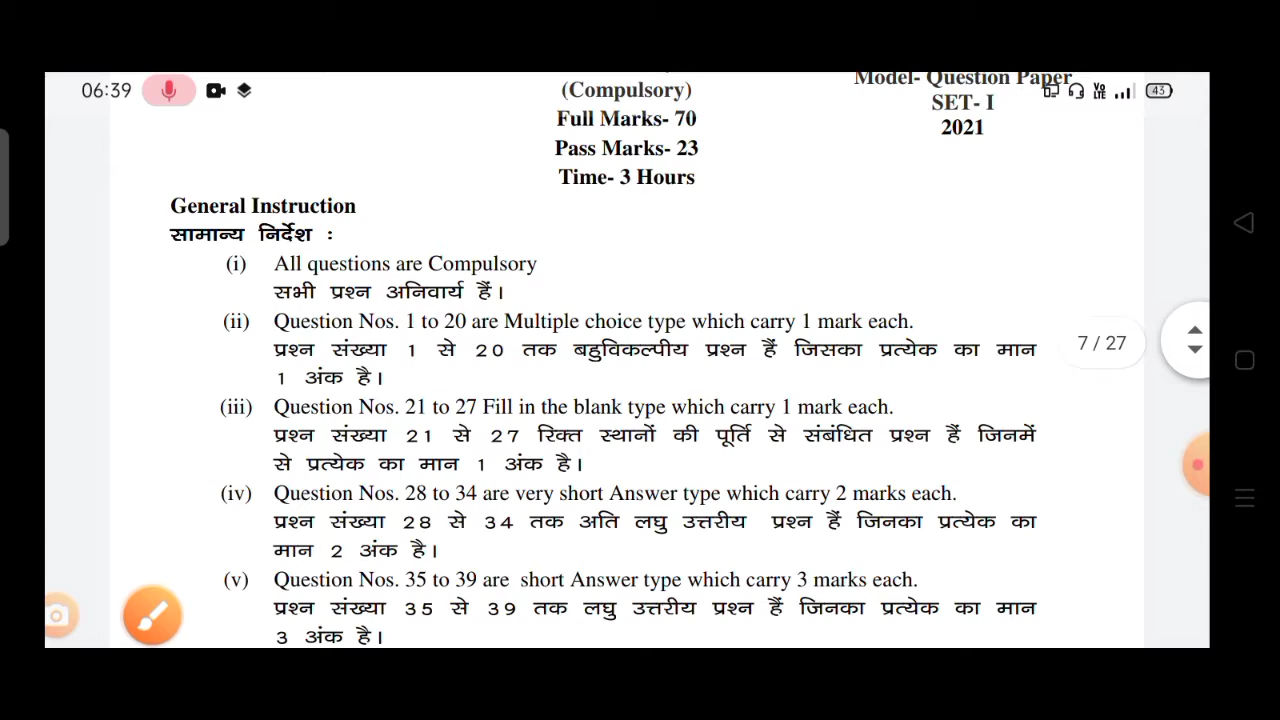 Model- Question Paper
06:39
(Compulsory)
SET- I
43
Full Marks- 70
2021
Pass Marks- 23
Time- 3 Hours
General Instruction
सामान्य निर्देश :
(i) All questions are Compulsory
सभी प्रश्न अनिवार्य हैं।
(ii) Question Nos. 1 to 20 are Multiple choice type which carry 1 mark each.
प्रश्न संख्या 1 से 20 तक बहुविकल्पीय प्रश्न हैं जिसका प्रत्येक का मान
7 / 27
1 अंक है।
(iii) Question Nos. 21 to 27 Fill in the blank type which carry 1 mark each.
प्रश्न संख्या 21 से 27 रिक्त स्थानों की पूर्ति से संबंधित प्रश्न हैं जिनमें
से प्रत्येक का मान 1 अंक है।
(iv) Question Nos. 28 to 34 are very short Answer type which carry 2 marks each.
प्रश्न संख्या 28 से 34 तक अति लघु उत्तरीय प्रश्न हैं जिनका प्रत्येक का
मान 2 अंक है।
(v) Question Nos. 35 to 39 are short Answer type which carry 3 marks each.
प्रश्न संख्या 35 से 39 तक लघु उत्तरीय प्रश्न हैं जिनका प्रत्येक का मान
3 अंक है।